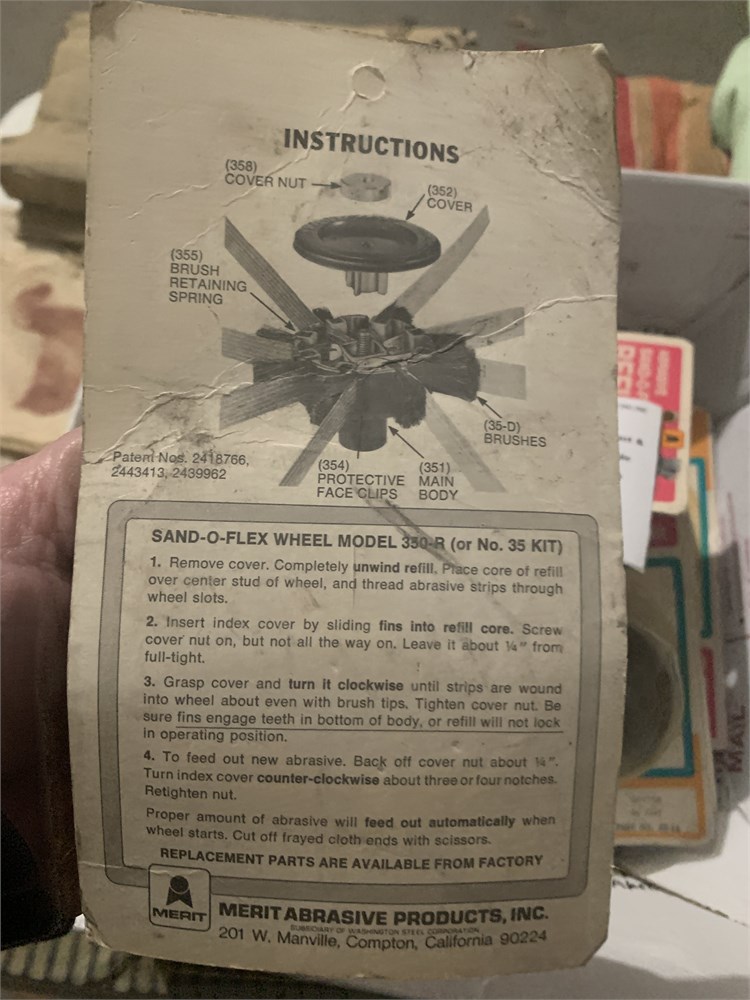 INSTRUCTIONS
(358)
COVER NUT
(352)
COVER
(355)
BRUSH
RETAINING
SPRING
(35-D)
BRUSHES
Patent Nos. 2418766,
2443413, 2439962
(354)
PROTECTIVE
FACE CLIPS
(351)
MAIN
BODY
SAND-O-FLEX WHEEL MODEL 350-R (or No. 35 KIT)
1. Remove cover. Completely unwind refill. Place core of refill
over center stud of wheel, and thread abrasive strips through
wheel slots.
2. Insert index cover by sliding fins into refill core. Screw
cover nut on, but not all the way on. Leave it about ¼" from
full-tight.
3. Grasp cover and turn it clockwise until strips are wound
into wheel about even with brush tips. Tighten cover nut. Be
sure fins engage teeth in bottom of body, or refill will not lock
in operating position.
4. To feed out new abrasive. Back off cover nut about ¼".
Turn index cover counter-clockwise about three or four notches.
Retighten nut.
Proper amount of abrasive will feed out automatically when
wheel starts. Cut off frayed cloth ends with scissors.
REPLACEMENT PARTS ARE AVAILABLE FROM FACTORY
MERIT
MERIT ABRASIVE PRODUCTS, INC.
SUBSIDIARY OF WASHINGTON STEEL CORPORATION
201 W. Manville, Compton, California 90224